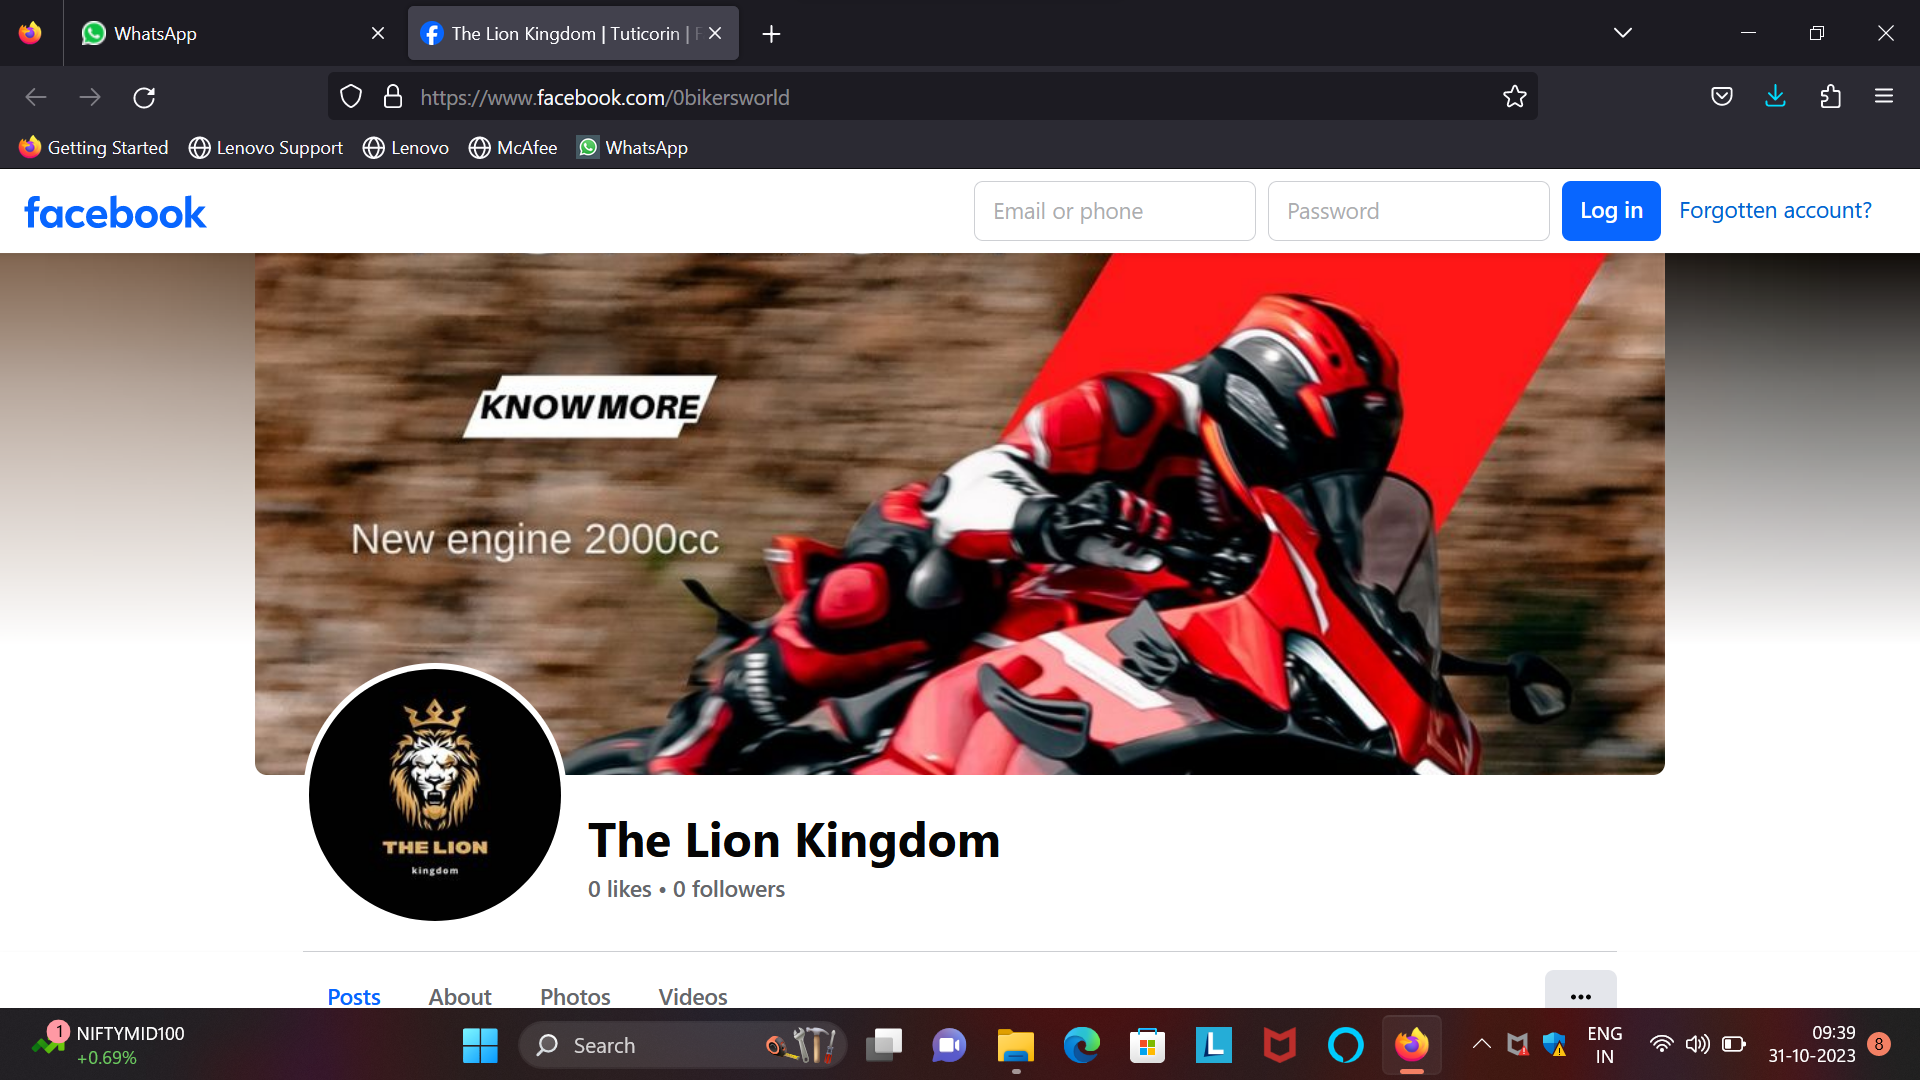 WhatsApp
The Lion Kingdom | Tuticorin |
https://www.facebook.com/0bikersworld
Getting Started
Lenovo Support
Lenovo
McAfee
WhatsApp
facebook
Email or phone
Password
Log in
Forgotten account?
KNOW MORE
New engine 2000cc
THE LION
kingdom
The Lion Kingdom
0 likes • 0 followers
Posts
About
Photos
Videos
1
NIFTYMID100
+0.69%
Search
L
ENG
IN
09:39
31-10-2023
8